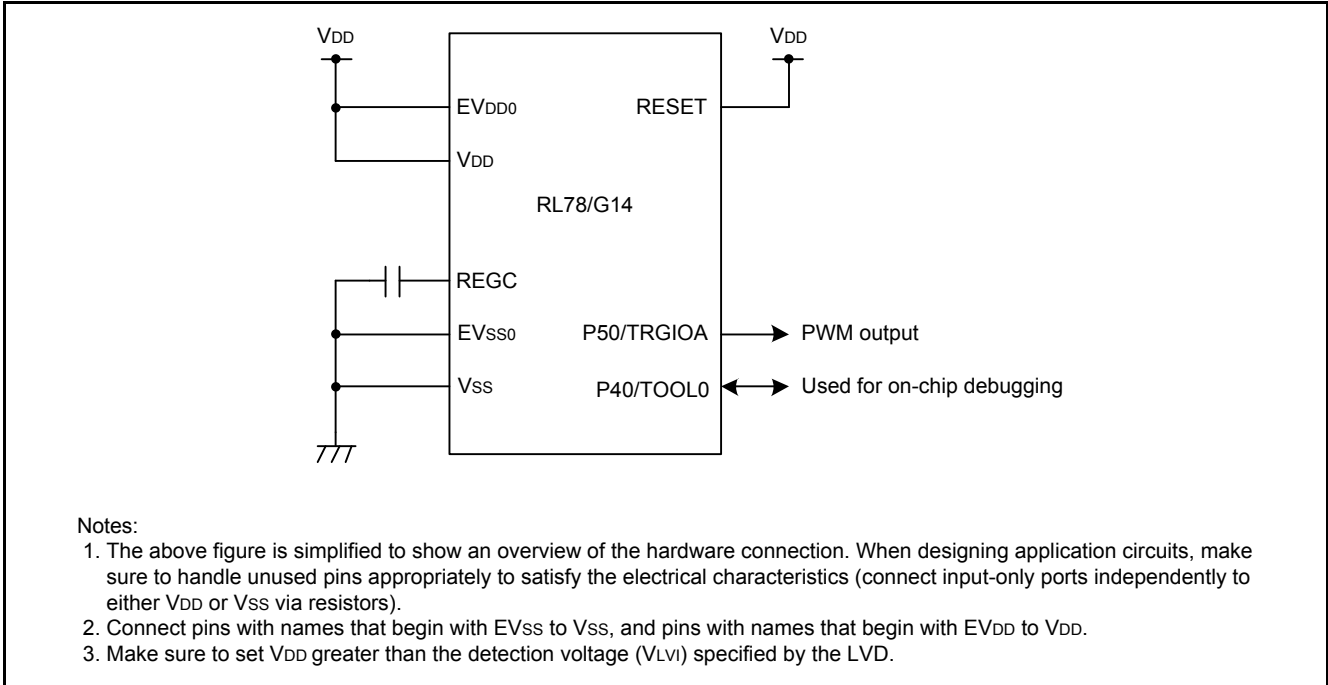 VDD
VDD
EVDD0
RESET
VDD
RL78/G14
REGC
EVSS0
P50/TRGIOA
PWM output
VSS
P40/TOOL0
Used for on-chip debugging
Notes:
1. The above figure is simplified to show an overview of the hardware connection. When designing application circuits, make
sure to handle unused pins appropriately to satisfy the electrical characteristics (connect input-only ports independently to
either VDD or VSS via resistors).
2. Connect pins with names that begin with EVSS to VSS, and pins with names that begin with EVDD to VDD.
3. Make sure to set VDD greater than the detection voltage (VLVI) specified by the LVD.